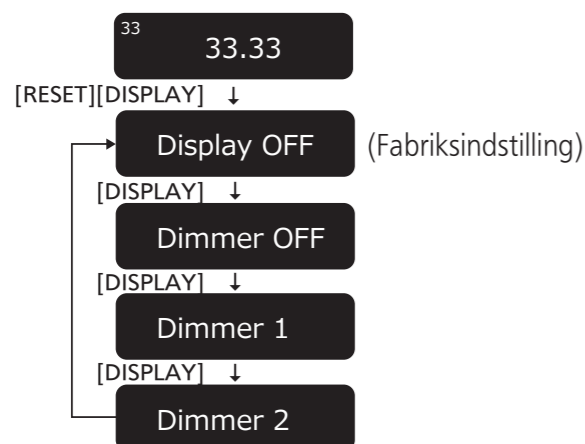 33
33.33
[RESET][DISPLAY] ↓
Display OFF (Fabriksindstilling)
[DISPLAY] ↓
Dimmer OFF
[DISPLAY] ↓
Dimmer 1
[DISPLAY] ↓
Dimmer 2